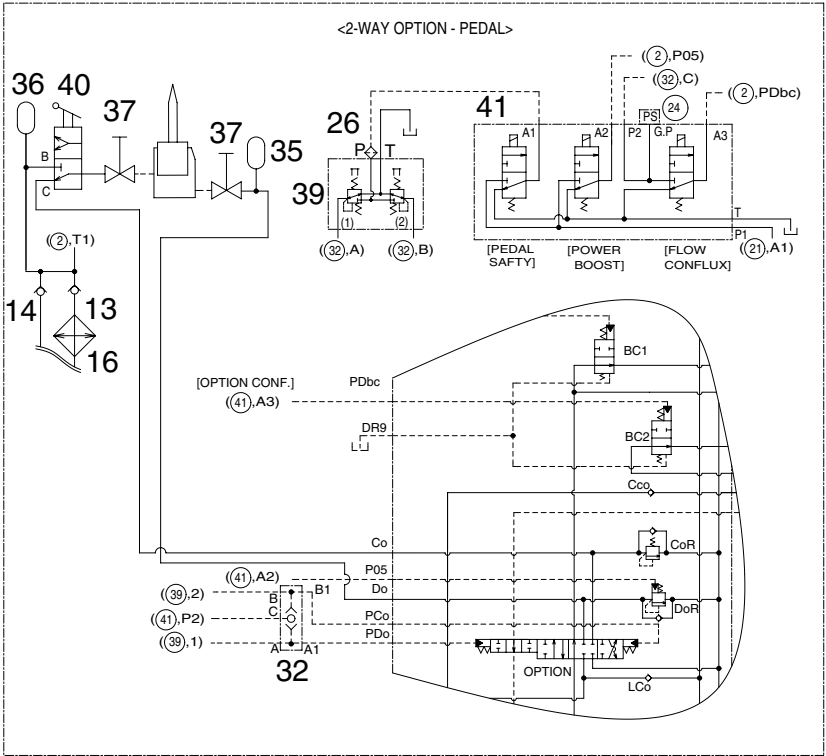 <2-WAY OPTION - PEDAL>
(2,P05)
(32,C)
(2,PDbc)
36
40
37
37
35
26
41
39
PS
24
A1
A2
P2
G.P
A3
P
T
B
C
(1)
(2)
(32,A)
(32,B)
T
P1
(21,A1)
[PEDAL
SAFTY]
[POWER
BOOST]
[FLOW
CONFLUX]
(2,T1)
14
13
16
BC1
[OPTION CONF.]
PDbc
(41,A3)
DR9
BC2
Cco
Co
CoR
(41,A2)
P05
(39,2)
B
B1
Do
C
(41,P2)
PCo
DoR
(39,1)
PDo
A
A1
32
OPTION
LCo